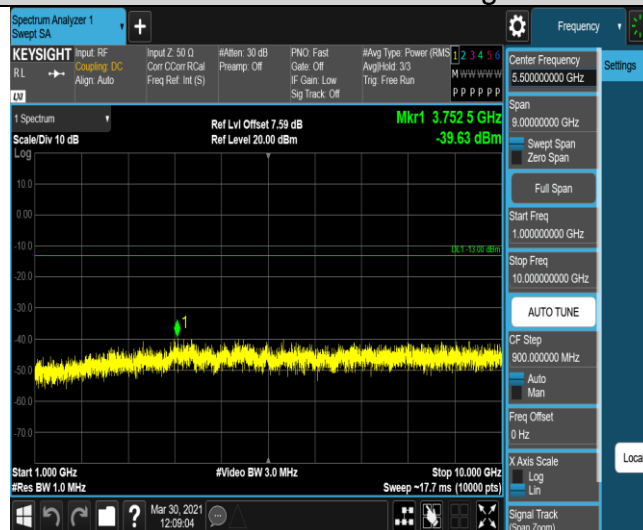 Spectrum Analyzer 1
Swept SA
+
Frequency
KEYSIGHT
RL
LXI
Input: RF
Coupling: DC
Align: Auto
Input Z: 50 Ω
Corr CCorr RCal
Freq Ref: Int (S)
#Atten: 30 dB
Preamp: Off
PNO: Fast
Gate: Off
IF Gain: Low
Sig Track: Off
#Avg Type: Power (RMS
Avg|Hold: 3/3
Trig: Free Run
1 2 3 4 5 6
M W W W W W
P P P P P P
1 Spectrum
Scale/Div 10 dB
Log
Ref Lvl Offset 7.59 dB
Ref Level 20.00 dBm
Mkr1 3.752 5 GHz
-39.63 dBm
10.0
0.00
-10.0
DL1 -13.00 dBm
-20.0
-30.0
1
-40.0
-50.0
-60.0
-70.0
Start 1.000 GHz
#Res BW 1.0 MHz
#Video BW 3.0 MHz
Stop 10.000 GHz
Sweep ~17.7 ms (10000 pts)
Mar 30, 2021
12:09:04
?
Center Frequency
5.500000000 GHz
Span
9.00000000 GHz
Swept Span
Zero Span
Full Span
Start Freq
1.000000000 GHz
Stop Freq
10.000000000 GHz
AUTO TUNE
CF Step
900.000000 MHz
Auto
Man
Freq Offset
0 Hz
X Axis Scale
Log
Lin
Signal Track
(Span Zoom)
Settings
Local